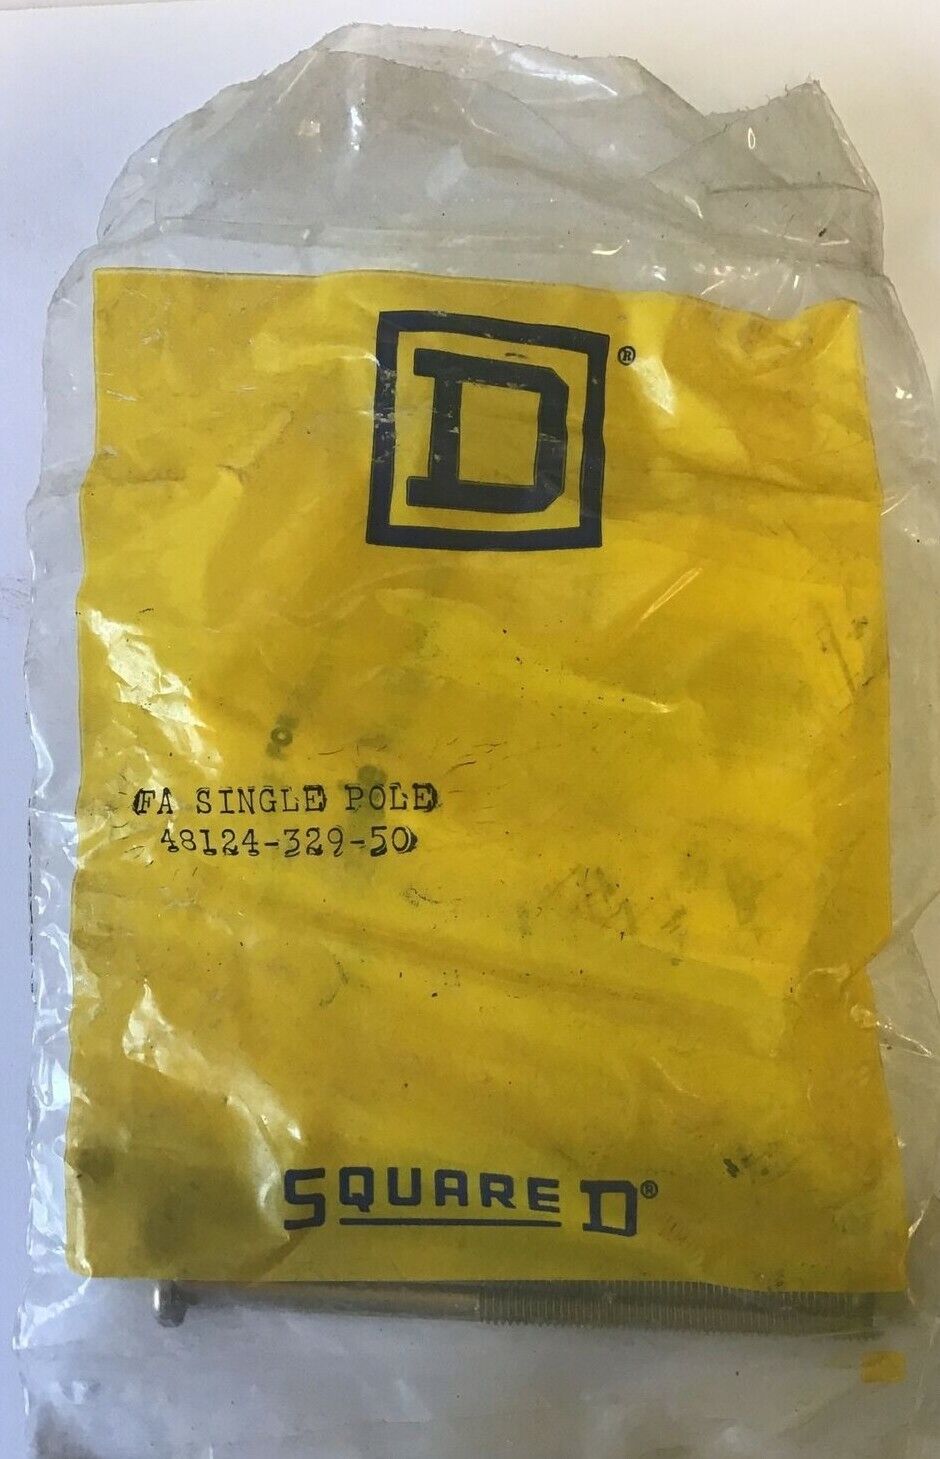 D®
FA SINGLE POLE
48124-329-50
SQUARE D®